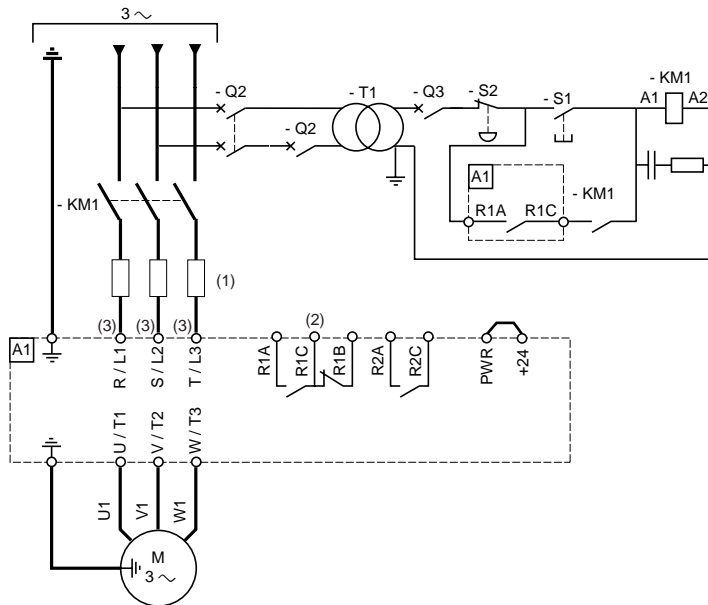 3 ~
- Q2
- T1
- Q3
- S2
- S1
- KM1
A1
A2
- Q2
A1
- KM1
- KM1
R1A
R1C
(1)
(3)
(3)
(3)
(2)
A1
R / L1
S / L2
T / L3
R1A
R1C
R1B
R2A
R2C
PWR
+24
U / T1
V / T2
W / T3
U1
V1
W1
M
3 ~